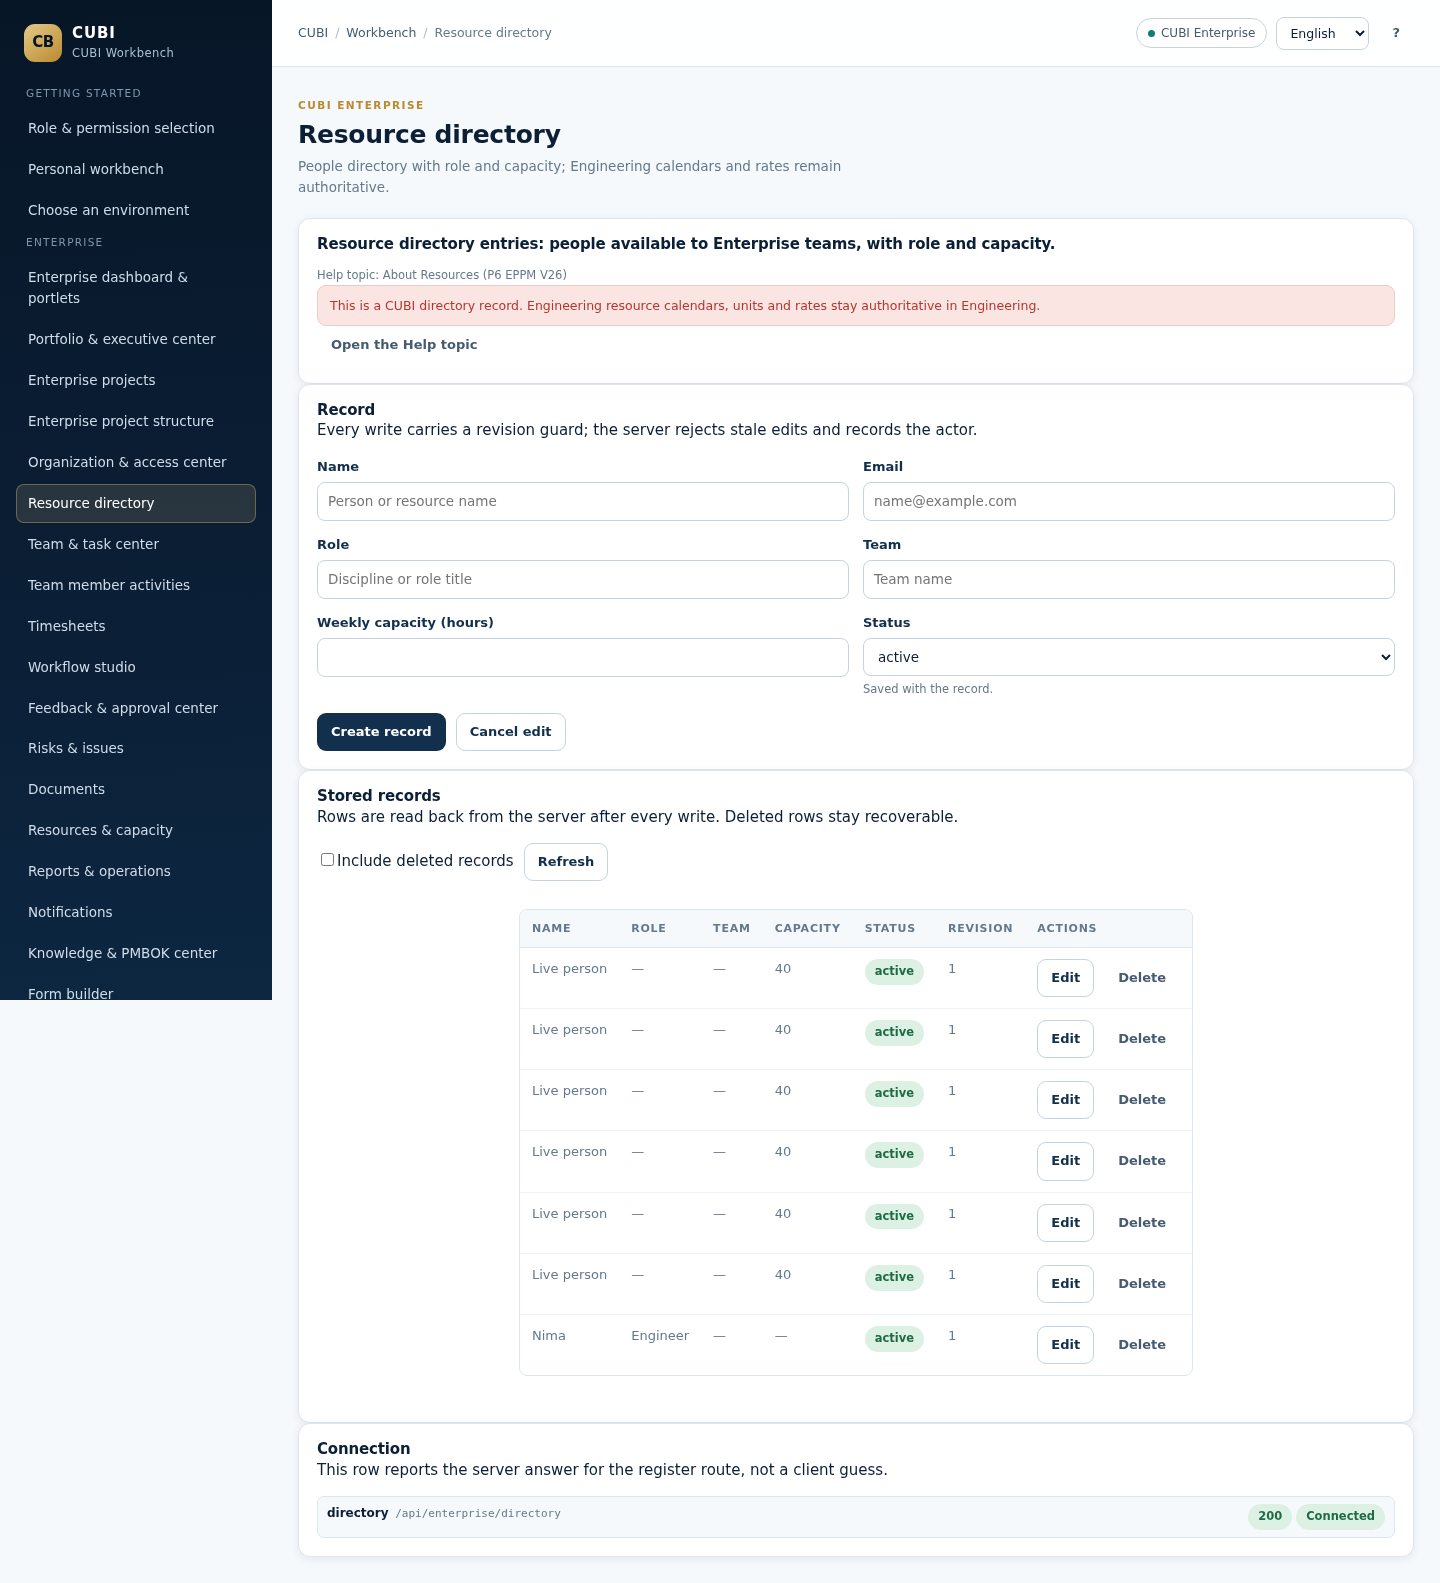 CB
CUBI
CUBI Workbench
GETTING STARTED
Role & permission selection
Personal workbench
Choose an environment
ENTERPRISE
Enterprise dashboard &
portlets
Portfolio & executive center
Enterprise projects
Enterprise project structure
Organization & access center
Resource directory
Team & task center
Team member activities
Timesheets
Workflow studio
Feedback & approval center
Risks & issues
Documents
Resources & capacity
Reports & operations
Notifications
Knowledge & PMBOK center
Form builder
CUBI / Workbench / Resource directory
CUBI Enterprise
English
?
CUBI ENTERPRISE
Resource directory
People directory with role and capacity; Engineering calendars and rates remain
authoritative.
Resource directory entries: people available to Enterprise teams, with role and capacity.
Help topic: About Resources (P6 EPPM V26)
This is a CUBI directory record. Engineering resource calendars, units and rates stay authoritative in Engineering.
Open the Help topic
Record
Every write carries a revision guard; the server rejects stale edits and records the actor.
Name Email
Person or resource name name@example.com
Role Team
Discipline or role title Team name
Weekly capacity (hours) Status
active
Saved with the record.
Create record Cancel edit
Stored records
Rows are read back from the server after every write. Deleted rows stay recoverable.
Include deleted records Refresh
NAME ROLE TEAM CAPACITY STATUS REVISION ACTIONS
Live person — — 40 active 1 Edit Delete
Live person — — 40 active 1 Edit Delete
Live person — — 40 active 1 Edit Delete
Live person — — 40 active 1 Edit Delete
Live person — — 40 active 1 Edit Delete
Live person — — 40 active 1 Edit Delete
Nima Engineer — — active 1 Edit Delete
Connection
This row reports the server answer for the register route, not a client guess.
directory /api/enterprise/directory 200 Connected